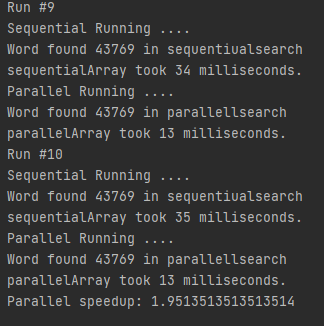 Run #9
Sequential Running ....
Word found 43769 in sequentiualsearch
sequentialArray took 34 milliseconds.
Parallel Running ....
Word found 43769 in parallellsearch
parallelArray took 13 milliseconds.
Run #10
Sequential Running ....
Word found 43769 in sequentiualsearch
sequentialArray took 35 milliseconds.
Parallel Running ....
Word found 43769 in parallellsearch
parallelArray took 13 milliseconds.
Parallel speedup: 1.9513513513513514